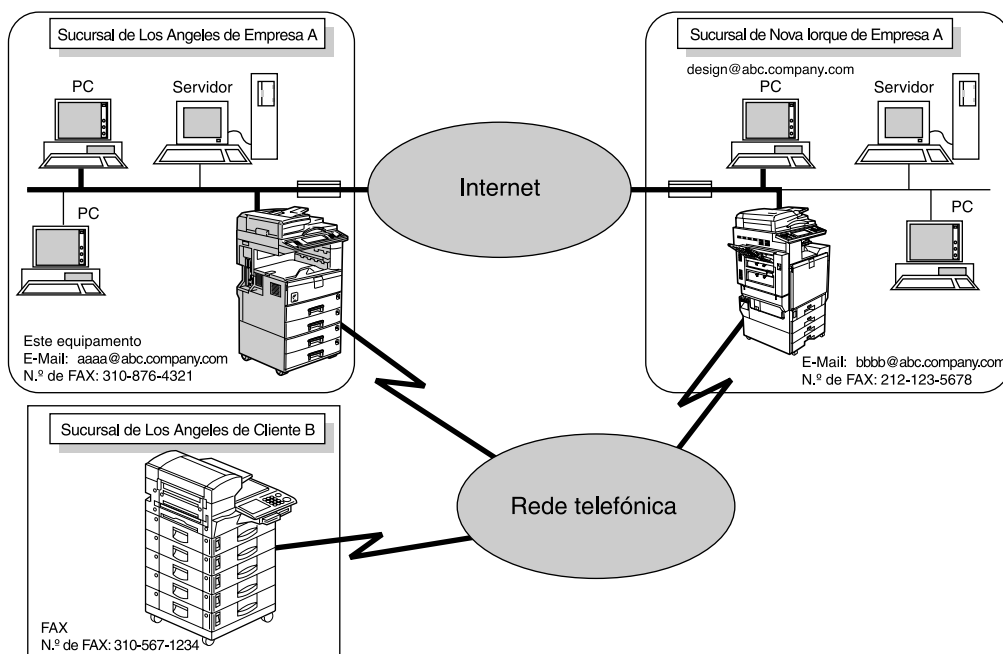 Sucursal de Los Angeles de Empresa A
PC
Servidor
PC
Este equipamento
E-Mail: aaaa@abc.company.com
N.º de FAX: 310-876-4321
Internet
Sucursal de Nova Iorque de Empresa A
design@abc.company.com
PC
Servidor
PC
E-Mail: bbbb@abc.company.com
N.º de FAX: 212-123-5678
Sucursal de Los Angeles de Cliente B
FAX
N.º de FAX: 310-567-1234
Rede telefónica